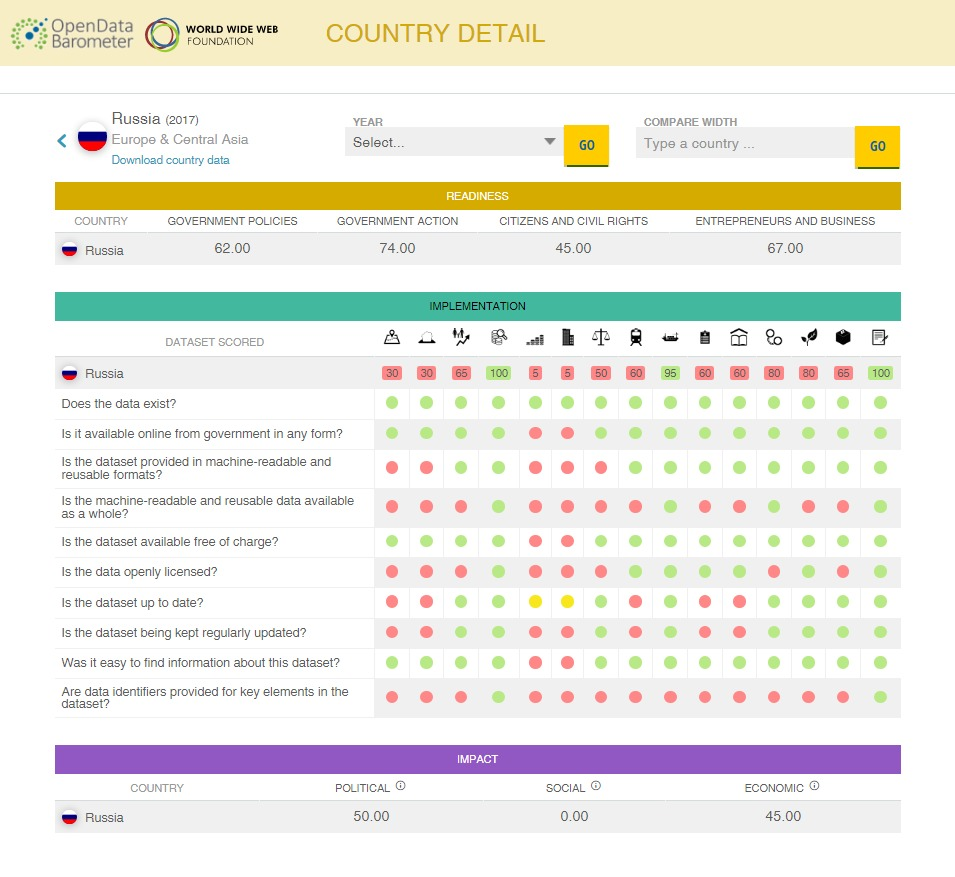 OpenData
Barometer
WORLD WIDE WEB
FOUNDATION
COUNTRY DETAIL
Russia (2017)
Europe & Central Asia
Download country data
YEAR
Select...
GO
COMPARE WIDTH
Type a country ...
GO
READINESS
COUNTRY GOVERNMENT POLICIES GOVERNMENT ACTION CITIZENS AND CIVIL RIGHTS ENTREPRENEURS AND BUSINESS
Russia 62.00 74.00 45.00 67.00
IMPLEMENTATION
DATASET SCORED
Russia 30 30 65 100 5 5 50 60 95 60 60 80 80 65 100
Does the data exist?
Is it available online from government in any form?
Is the dataset provided in machine-readable and
reusable formats?
Is the machine-readable and reusable data available
as a whole?
Is the dataset available free of charge?
Is the data openly licensed?
Is the dataset up to date?
Is the dataset being kept regularly updated?
Was it easy to find information about this dataset?
Are data identifiers provided for key elements in the
dataset?
IMPACT
COUNTRY POLITICAL SOCIAL ECONOMIC
Russia 50.00 0.00 45.00